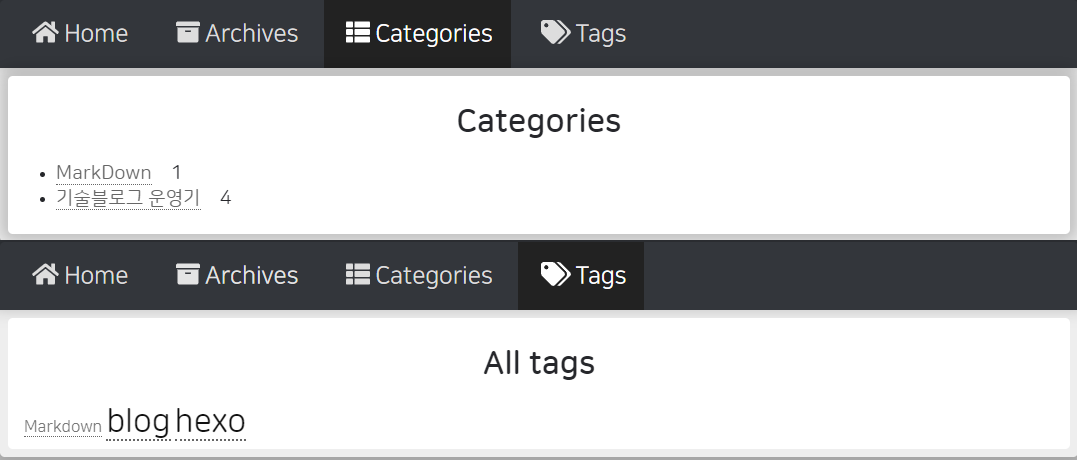 Home Archives Categories Tags
Categories
MarkDown 1
기술블로그 운영기 4
Home Archives Categories Tags
All tags
Markdown blog hexo